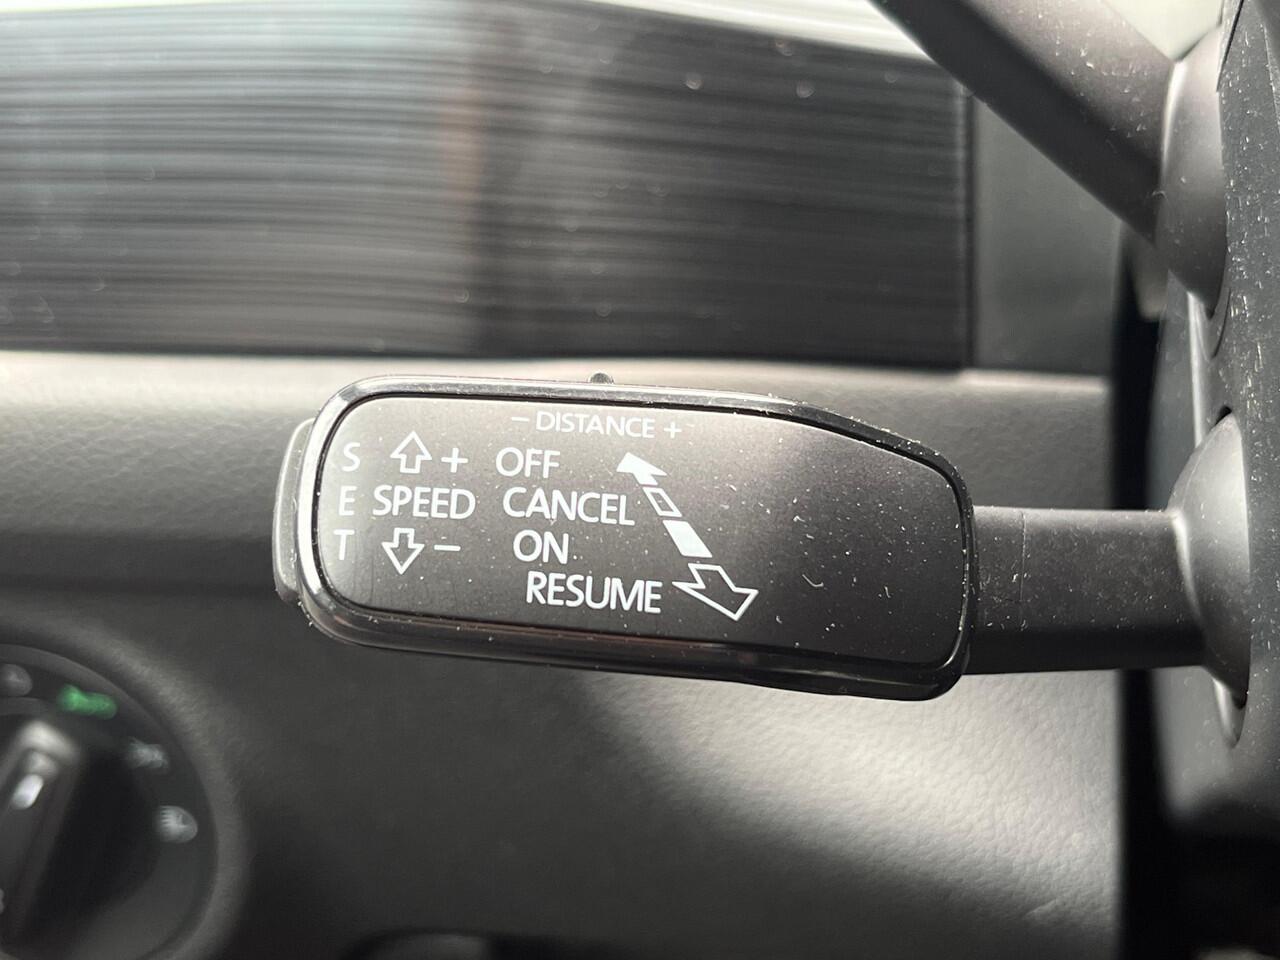 – DISTANCE +
S + OFF
E SPEED CANCEL
T – ON
RESUME